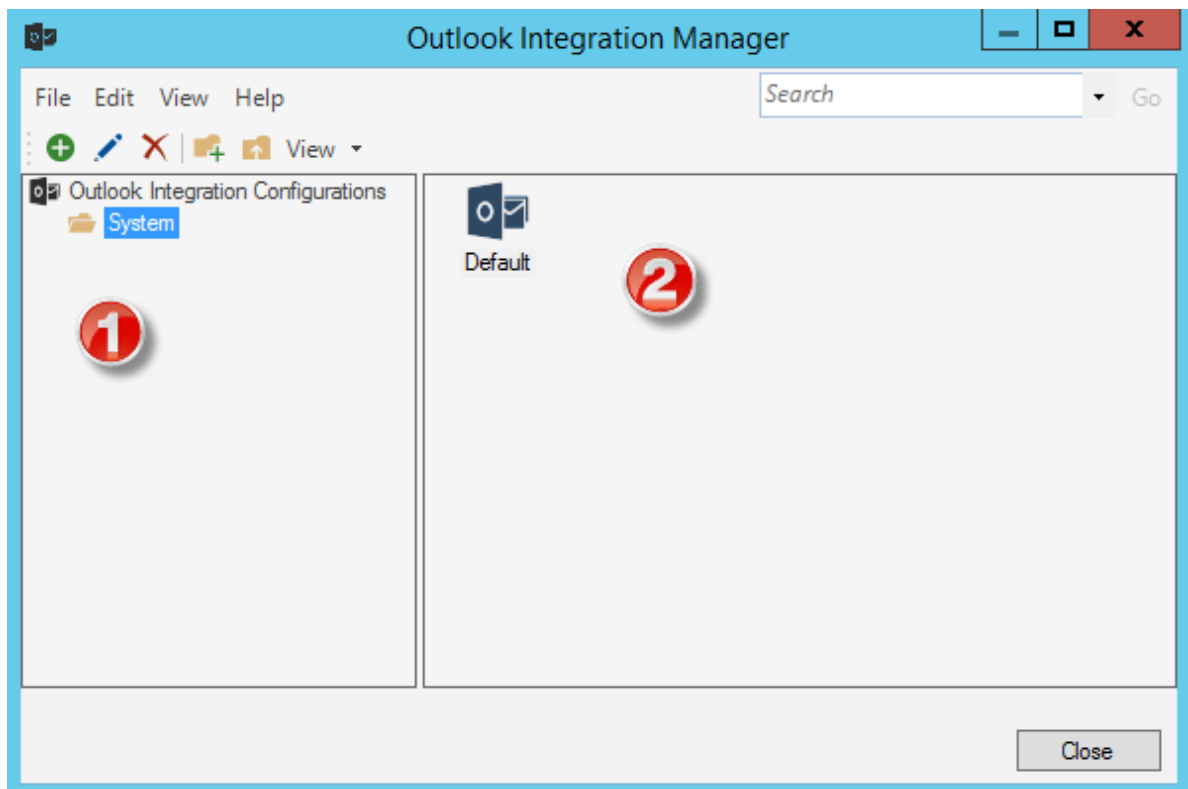 Outlook Integration Manager
File Edit View Help
Search
Go
View
Outlook Integration Configurations
System
Default
1
2
Close